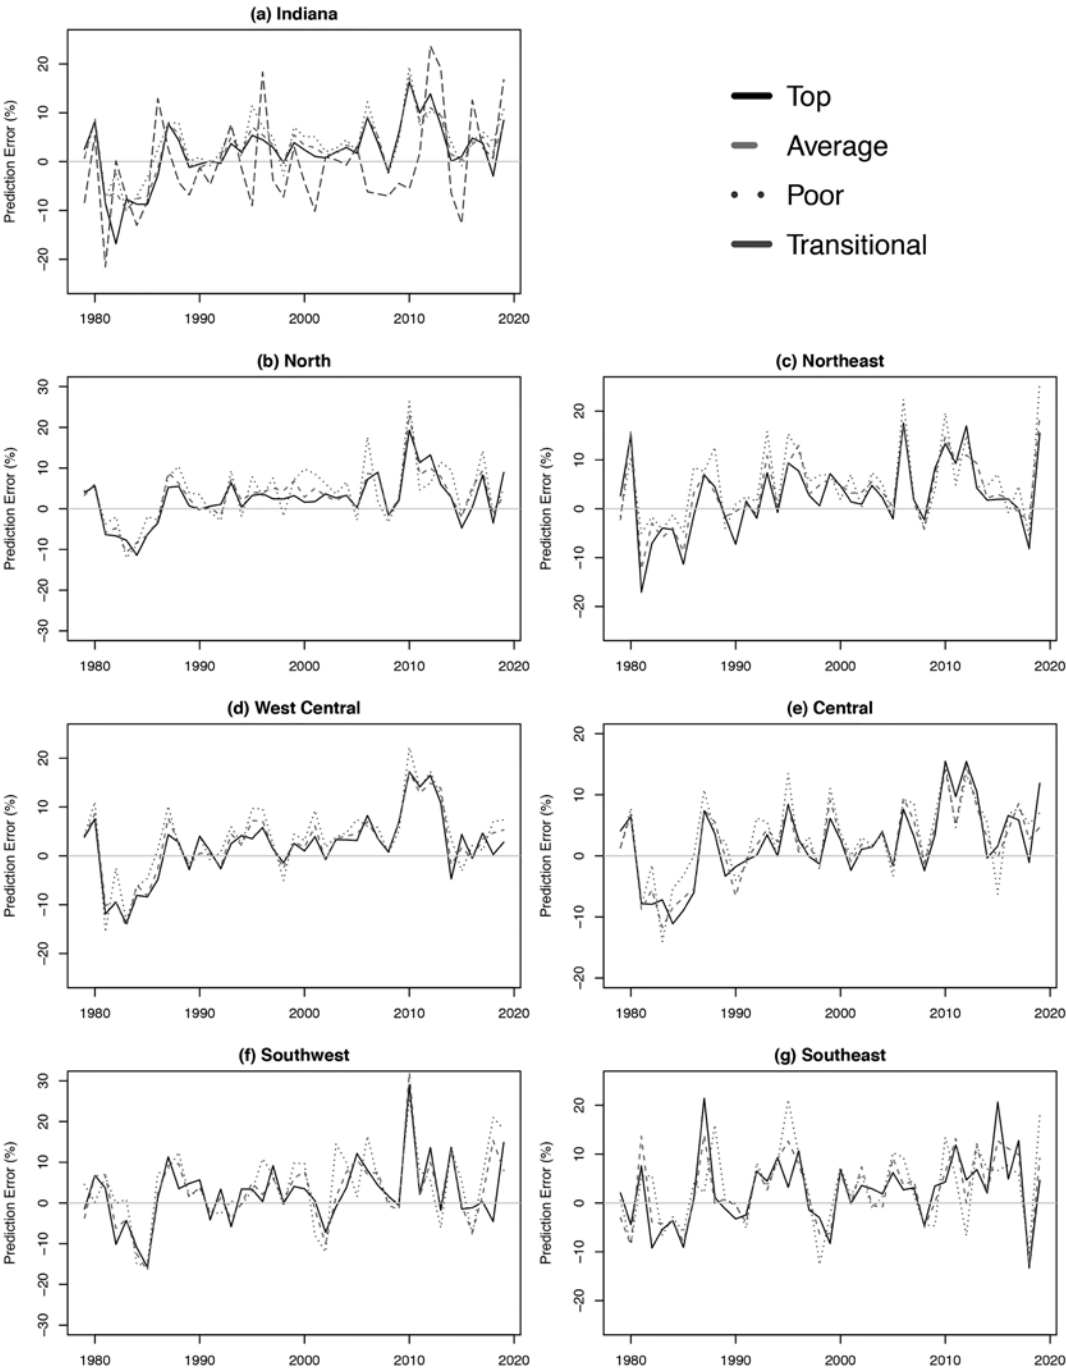 (a) Indiana
Prediction Error (%)
20
10
0
−10
−20
1980 1990 2000 2010 2020
Top
Average
Poor
Transitional
(b) North
Prediction Error (%)
30
20
10
0
−10
−20
−30
1980 1990 2000 2010 2020
(c) Northeast
Prediction Error (%)
20
10
0
−10
−20
1980 1990 2000 2010 2020
(d) West Central
Prediction Error (%)
20
10
0
−10
−20
1980 1990 2000 2010 2020
(e) Central
Prediction Error (%)
20
10
0
−10
−20
1980 1990 2000 2010 2020
(f) Southwest
Prediction Error (%)
30
20
10
0
−10
−20
−30
1980 1990 2000 2010 2020
(g) Southeast
Prediction Error (%)
20
10
0
−10
−20
1980 1990 2000 2010 2020